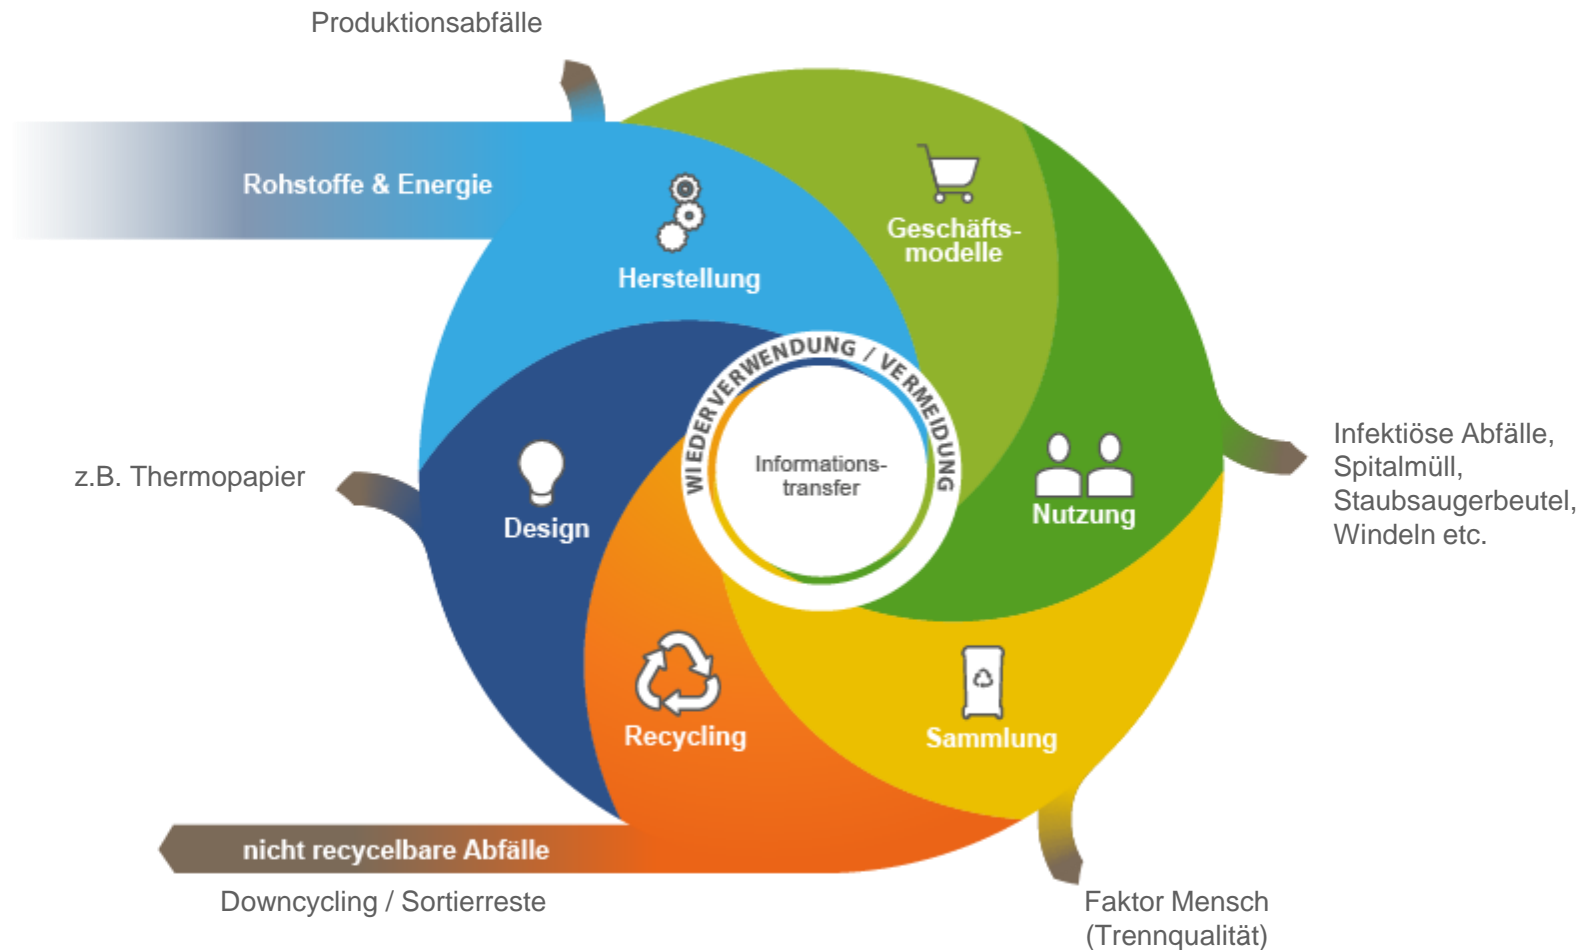 Produktionsabfälle
Rohstoffe & Energie
Herstellung
Geschäfts-
modelle
WIEDERVERWENDUNG / VERMEIDUNG
Informations-
transfer
z.B. Thermopapier
Design
Nutzung
Infektiöse Abfälle,
Spitalmüll,
Staubsaugerbeutel,
Windeln etc.
Recycling
Sammlung
nicht recycelbare Abfälle
Downcycling / Sortierreste
Faktor Mensch
(Trennqualität)